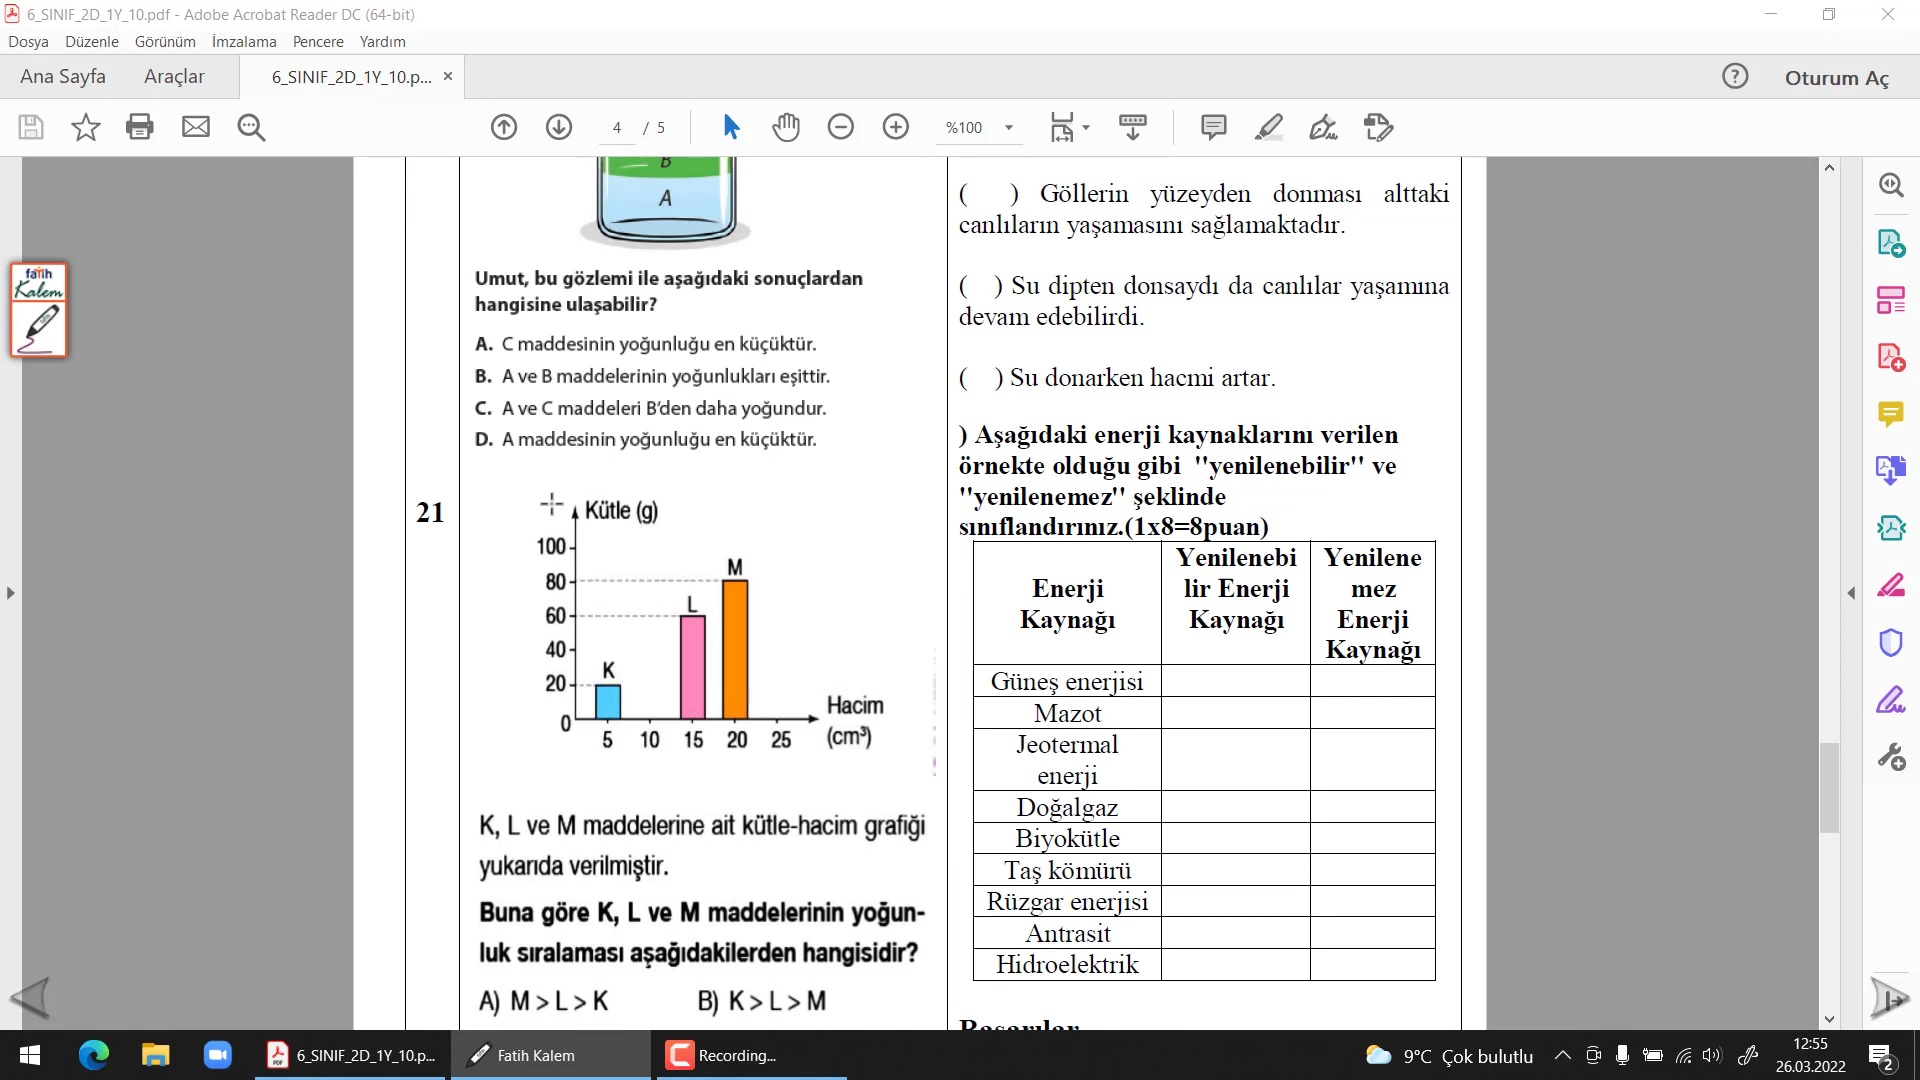 6_SINIF_2D_1Y_10.pdf - Adobe Acrobat Reader DC (64-bit)
Dosya Düzenle Görünüm İmzalama Pencere Yardım
Ana Sayfa Araçlar 6_SINIF_2D_1Y_10.p... × ? Oturum Aç
4 / 5 %100
fatih
Kalem
B
A
Umut, bu gözlemi ile aşağıdaki sonuçlardan
hangisine ulaşabilir?
A. C maddesinin yoğunluğu en küçüktür.
B. A ve B maddelerinin yoğunlukları eşittir.
C. A ve C maddeleri B'den daha yoğundur.
D. A maddesinin yoğunluğu en küçüktür.
21
Kütle (g)
100
80
60
40
20
0
K
L
M
5 10 15 20 25
Hacim
(cm³)
K, L ve M maddelerine ait kütle-hacim grafiği
yukarıda verilmiştir.
Buna göre K, L ve M maddelerinin yoğun-
luk sıralaması aşağıdakilerden hangisidir?
A) M > L > K B) K > L > M
( ) Göllerin yüzeyden donması alttaki
canlıların yaşamasını sağlamaktadır.
( ) Su dipten donsaydı da canlılar yaşamına
devam edebilirdi.
( ) Su donarken hacmi artar.
) Aşağıdaki enerji kaynaklarını verilen
örnekte olduğu gibi "yenilenebilir" ve
"yenilenemez" şeklinde
sınıflandırınız.(1x8=8puan)
Enerji
Kaynağı
Yenilenebi
lir Enerji
Kaynağı
Yenilene
mez
Enerji
Kaynağı
Güneş enerjisi
Mazot
Jeotermal
enerji
Doğalgaz
Biyokütle
Taş kömürü
Rüzgar enerjisi
Antrasit
Hidroelektrik
Başarılar
6_SINIF_2D_1Y_10.p... Fatih Kalem Recording... 9°C Çok bulutlu 12:55
26.03.2022
2